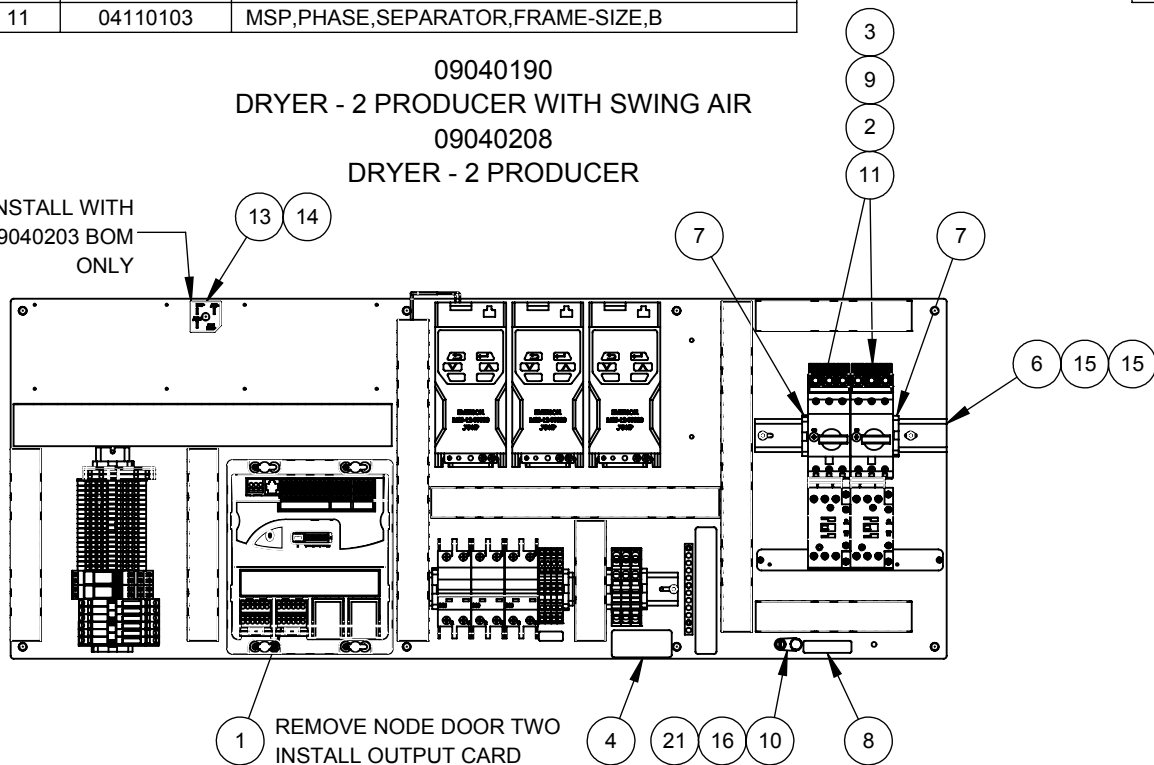 11 04110103 MSP,PHASE,SEPARATOR,FRAME-SIZE,B
09040190
DRYER - 2 PRODUCER WITH SWING AIR
09040208
DRYER - 2 PRODUCER
3
9
2
11
NSTALL WITH
9040203 BOM
ONLY
13 14
7
7
6 15 15
1
REMOVE NODE DOOR TWO
INSTALL OUTPUT CARD
4
21 16 10
8